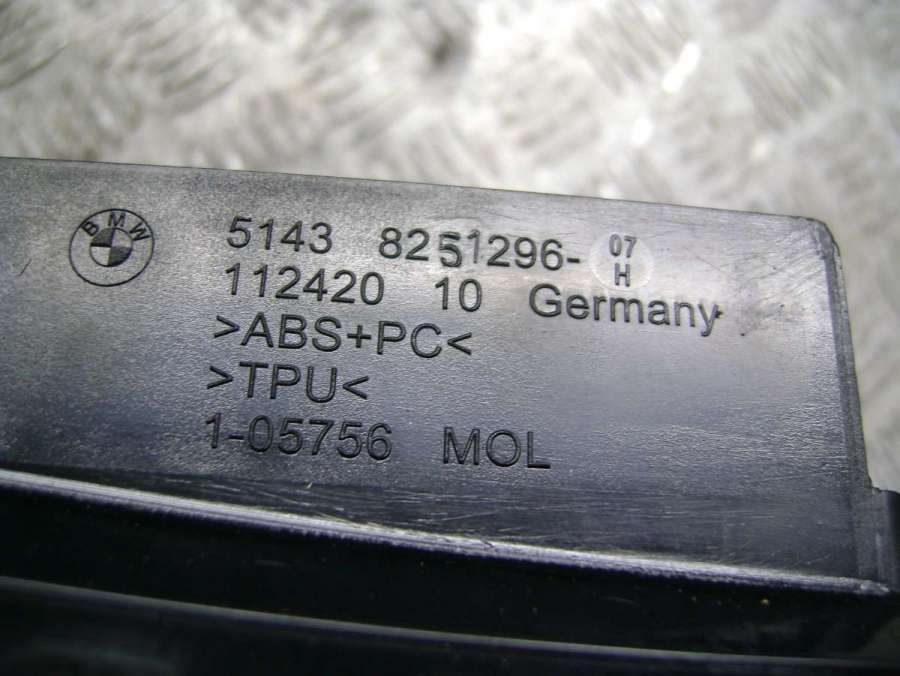 BMW
5143 8251296- 07
H
112420 10 Germany
>ABS+PC<
>TPU<
1-05756 MOL